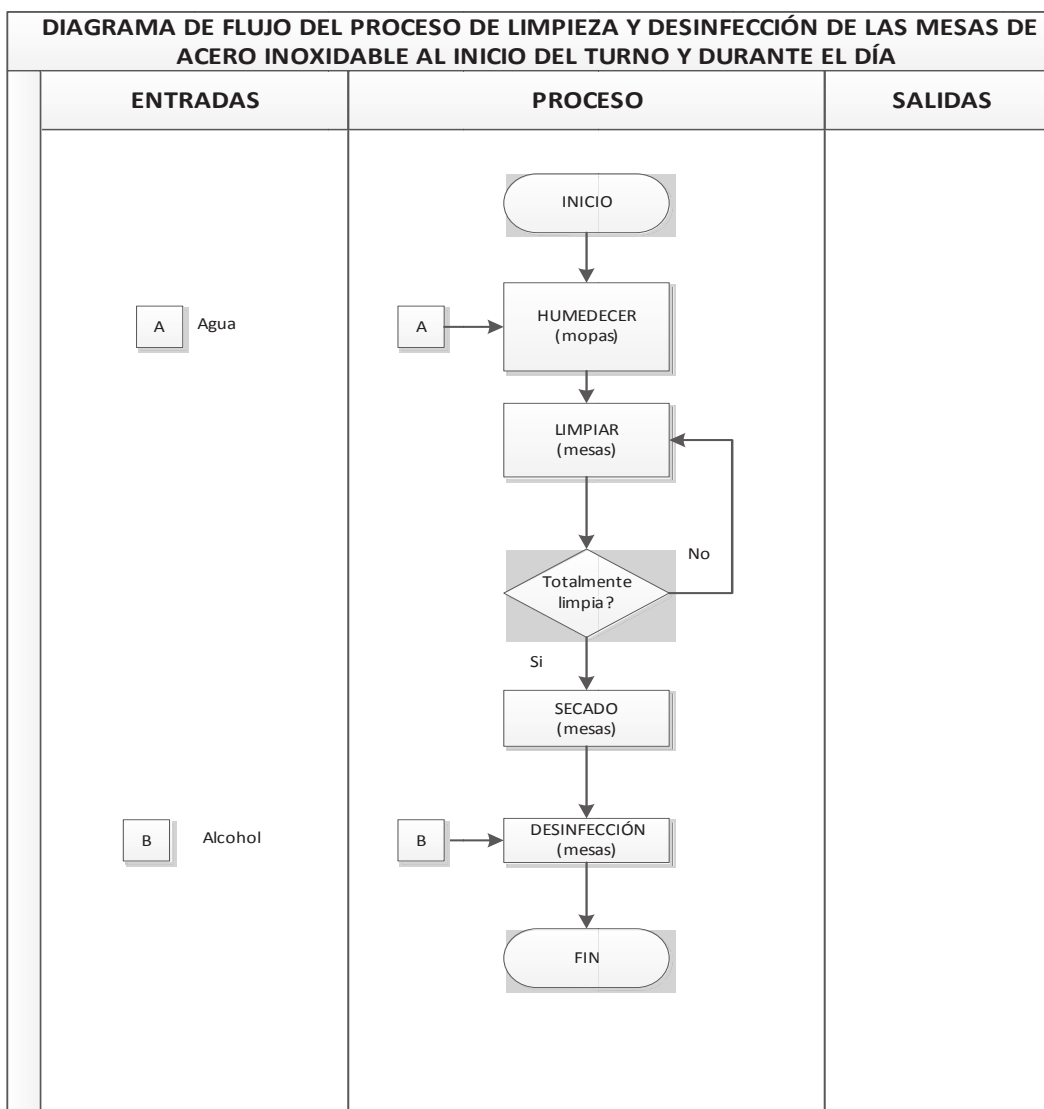 DIAGRAMA DE FLUJO DEL PROCESO DE LIMPIEZA Y DESINFECCIÓN DE LAS MESAS DE
ACERO INOXIDABLE AL INICIO DEL TURNO Y DURANTE EL DÍA
ENTRADAS
PROCESO
SALIDAS
INICIO
A
Agua
A
HUMEDECER
(mopas)
LIMPIAR
(mesas)
No
Totalmente
limpia?
Si
SECADO
(mesas)
B
Alcohol
B
DESINFECCIÓN
(mesas)
FIN